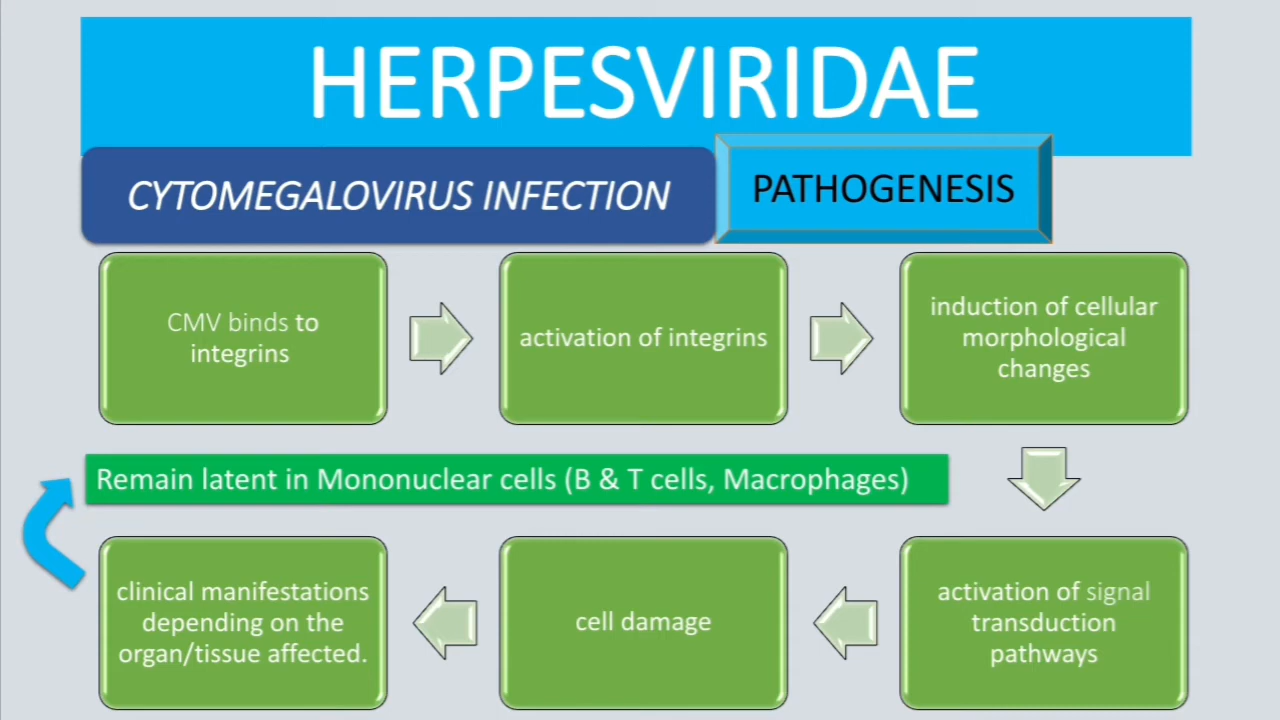 HERPESVIRIDAE
CYTOMEGALOVIRUS INFECTION
PATHOGENESIS
CMV binds to
integrins
activation of integrins
induction of cellular
morphological
changes
Remain latent in Mononuclear cells (B & T cells, Macrophages)
activation of signal
transduction
pathways
cell damage
clinical manifestations
depending on the
organ/tissue affected.